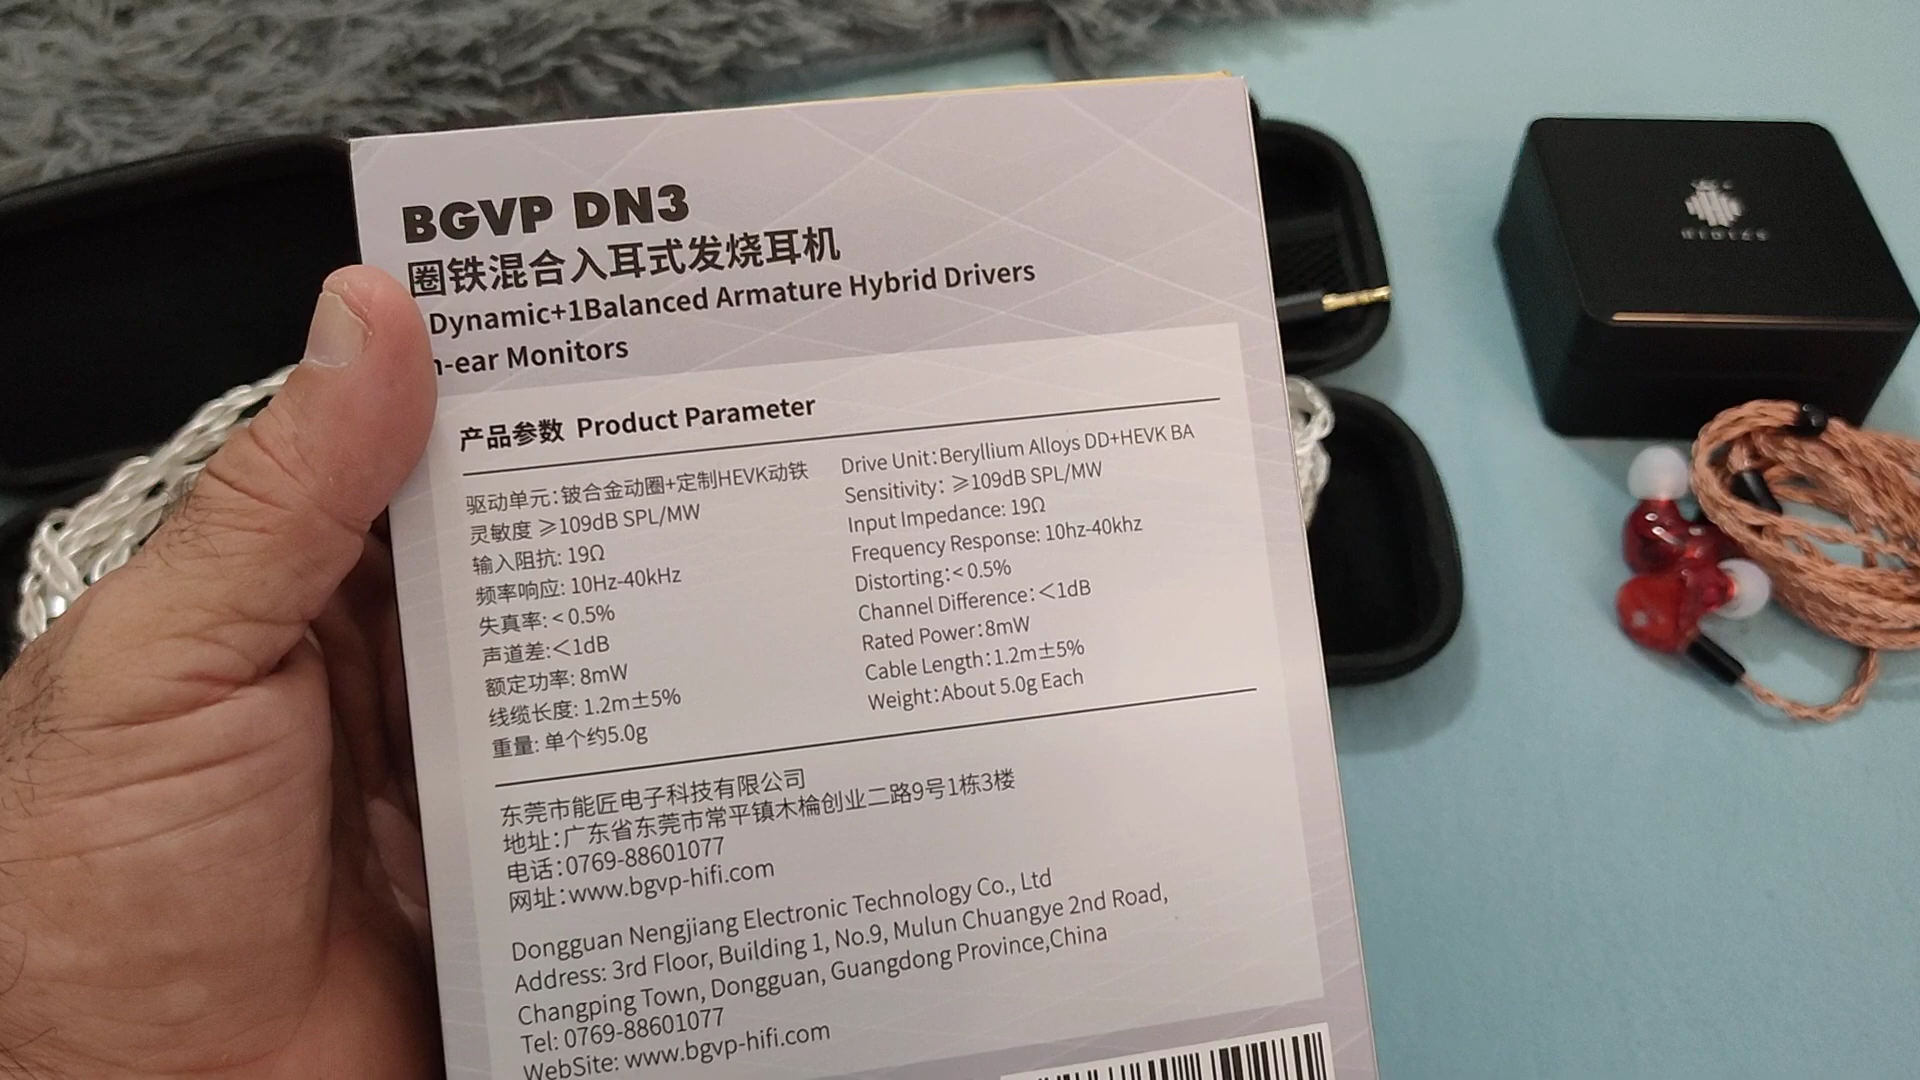 BGVP DN3
圈铁混合入耳式发烧耳机
Dynamic+1Balanced Armature Hybrid Drivers
n-ear Monitors
产品参数 Product Parameter
驱动单元：铍合金动圈+定制HEVK动铁
灵敏度 ≥109dB SPL/MW
输入阻抗: 19Ω
频率响应: 10Hz-40kHz
失真率: < 0.5%
声道差:＜1dB
额定功率: 8mW
线缆长度: 1.2m±5%
重量: 单个约5.0g
Drive Unit：Beryllium Alloys DD+HEVK BA
Sensitivity： ≥109dB SPL/MW
Input Impedance: 19Ω
Frequency Response: 10hz-40khz
Distorting：< 0.5%
Channel Difference：＜1dB
Rated Power：8mW
Cable Length：1.2m±5%
Weight：About 5.0g Each
东莞市能匠电子科技有限公司
地址：广东省东莞市常平镇木棆创业二路9号1栋3楼
电话：0769-88601077
网址：www.bgvp-hifi.com
Dongguan Nengjiang Electronic Technology Co., Ltd
Address: 3rd Floor, Building 1, No.9, Mulun Chuangye 2nd Road,
Changping Town, Dongguan, Guangdong Province,China
Tel: 0769-88601077
WebSite: www.bgvp-hifi.com